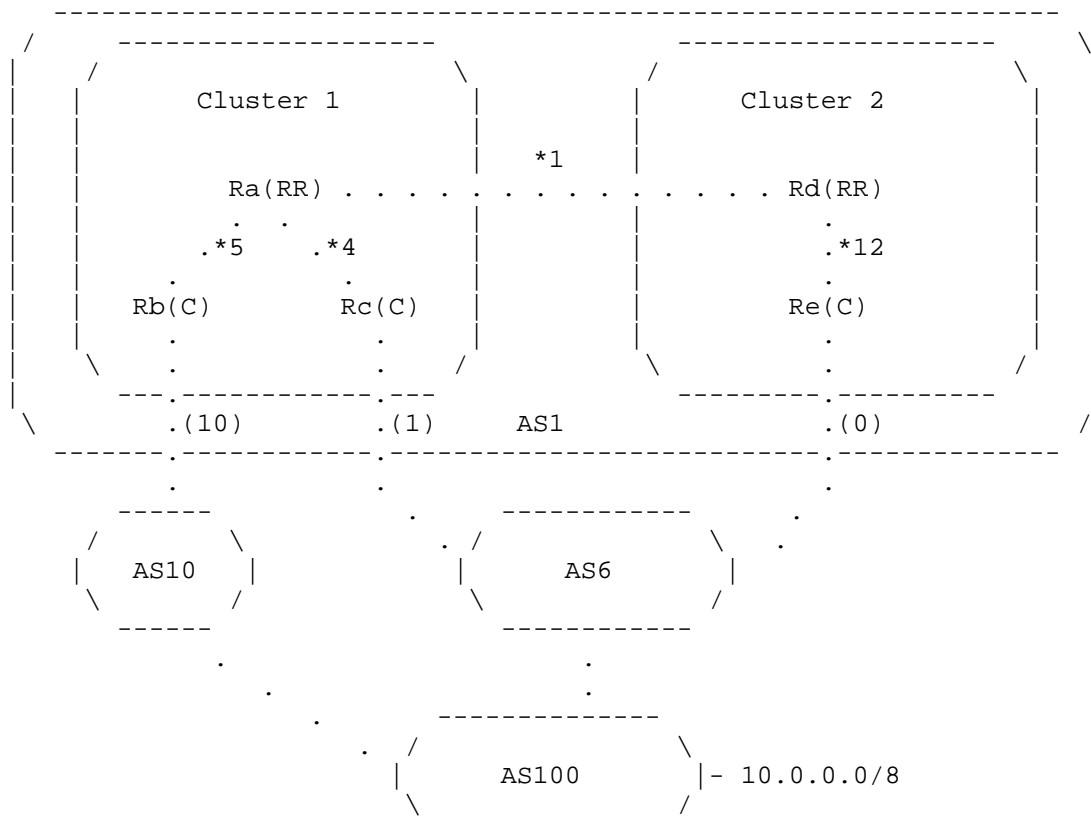 Cluster 1 Cluster 2
*1
Ra(RR) Rd(RR)
*5 *4 *12
Rb(C) Rc(C) Re(C)
(10) (1) AS1 (0)
AS10 AS6
AS100 10.0.0.0/8